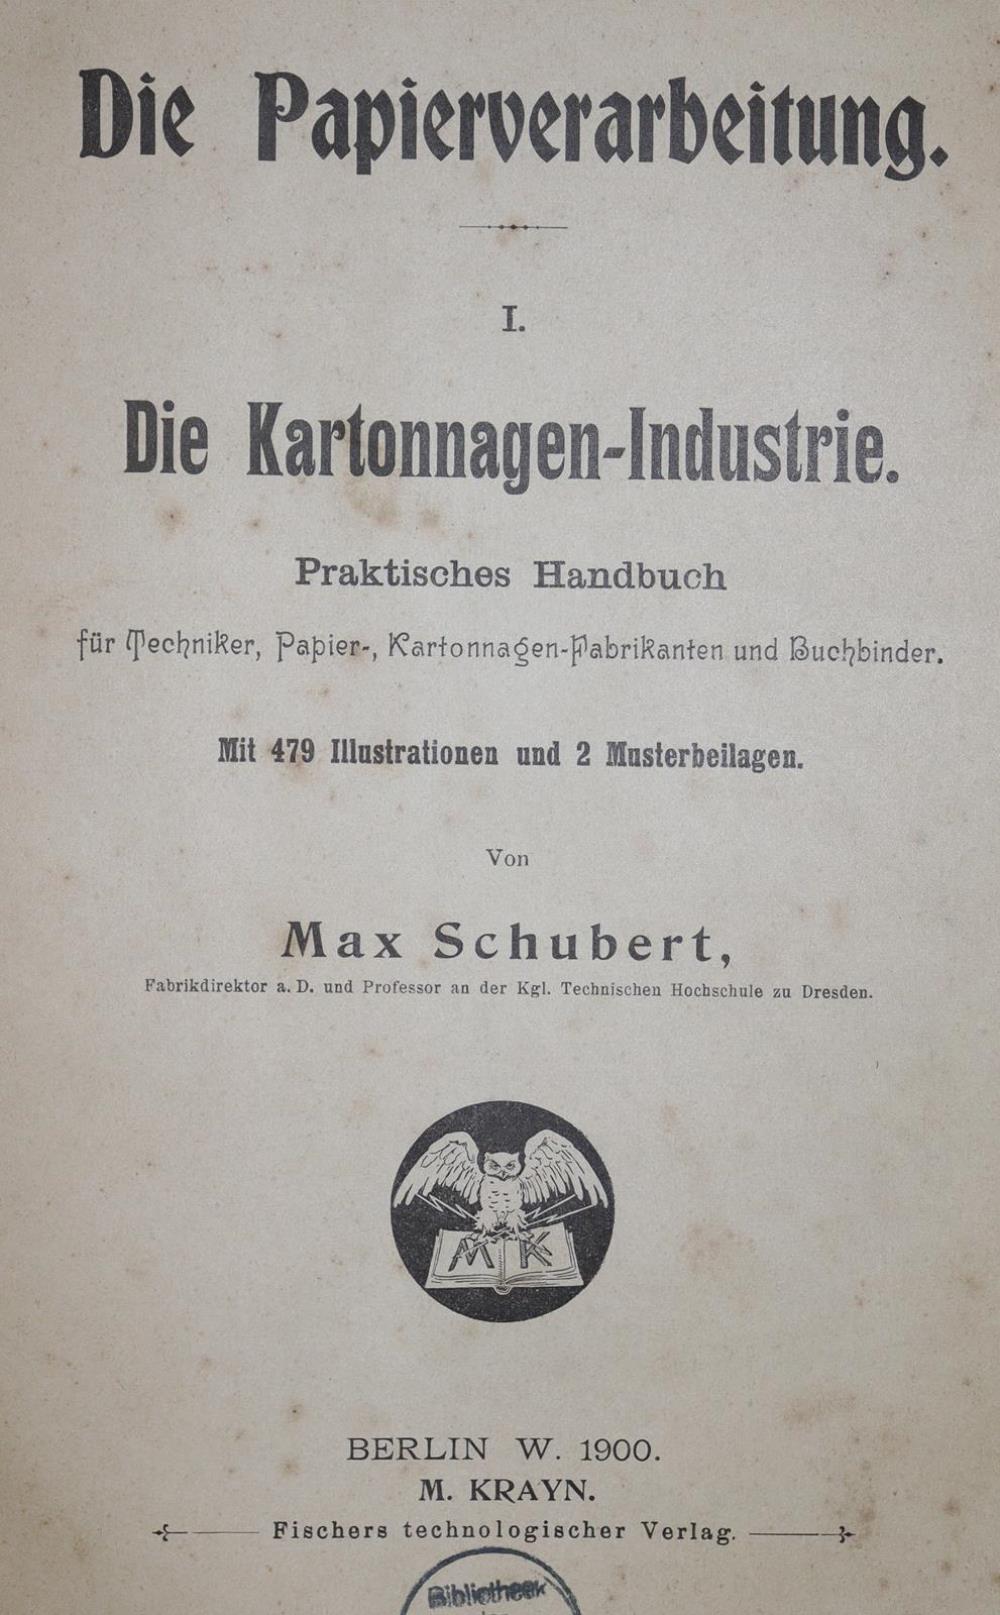 Die Papierverarbeitung.
I.
Die Kartonnagen-Industrie.
Praktisches Handbuch
für Techniker, Papier-, Kartonnagen-Fabrikanten und Buchbinder.
Mit 479 Illustrationen und 2 Musterbeilagen.
Von
Max Schubert,
Fabrikdirektor a. D. und Professor an der Kgl. Technischen Hochschule zu Dresden.
M K
BERLIN W. 1900.
M. KRAYN.
Fischers technologischer Verlag.
Bibliotheek